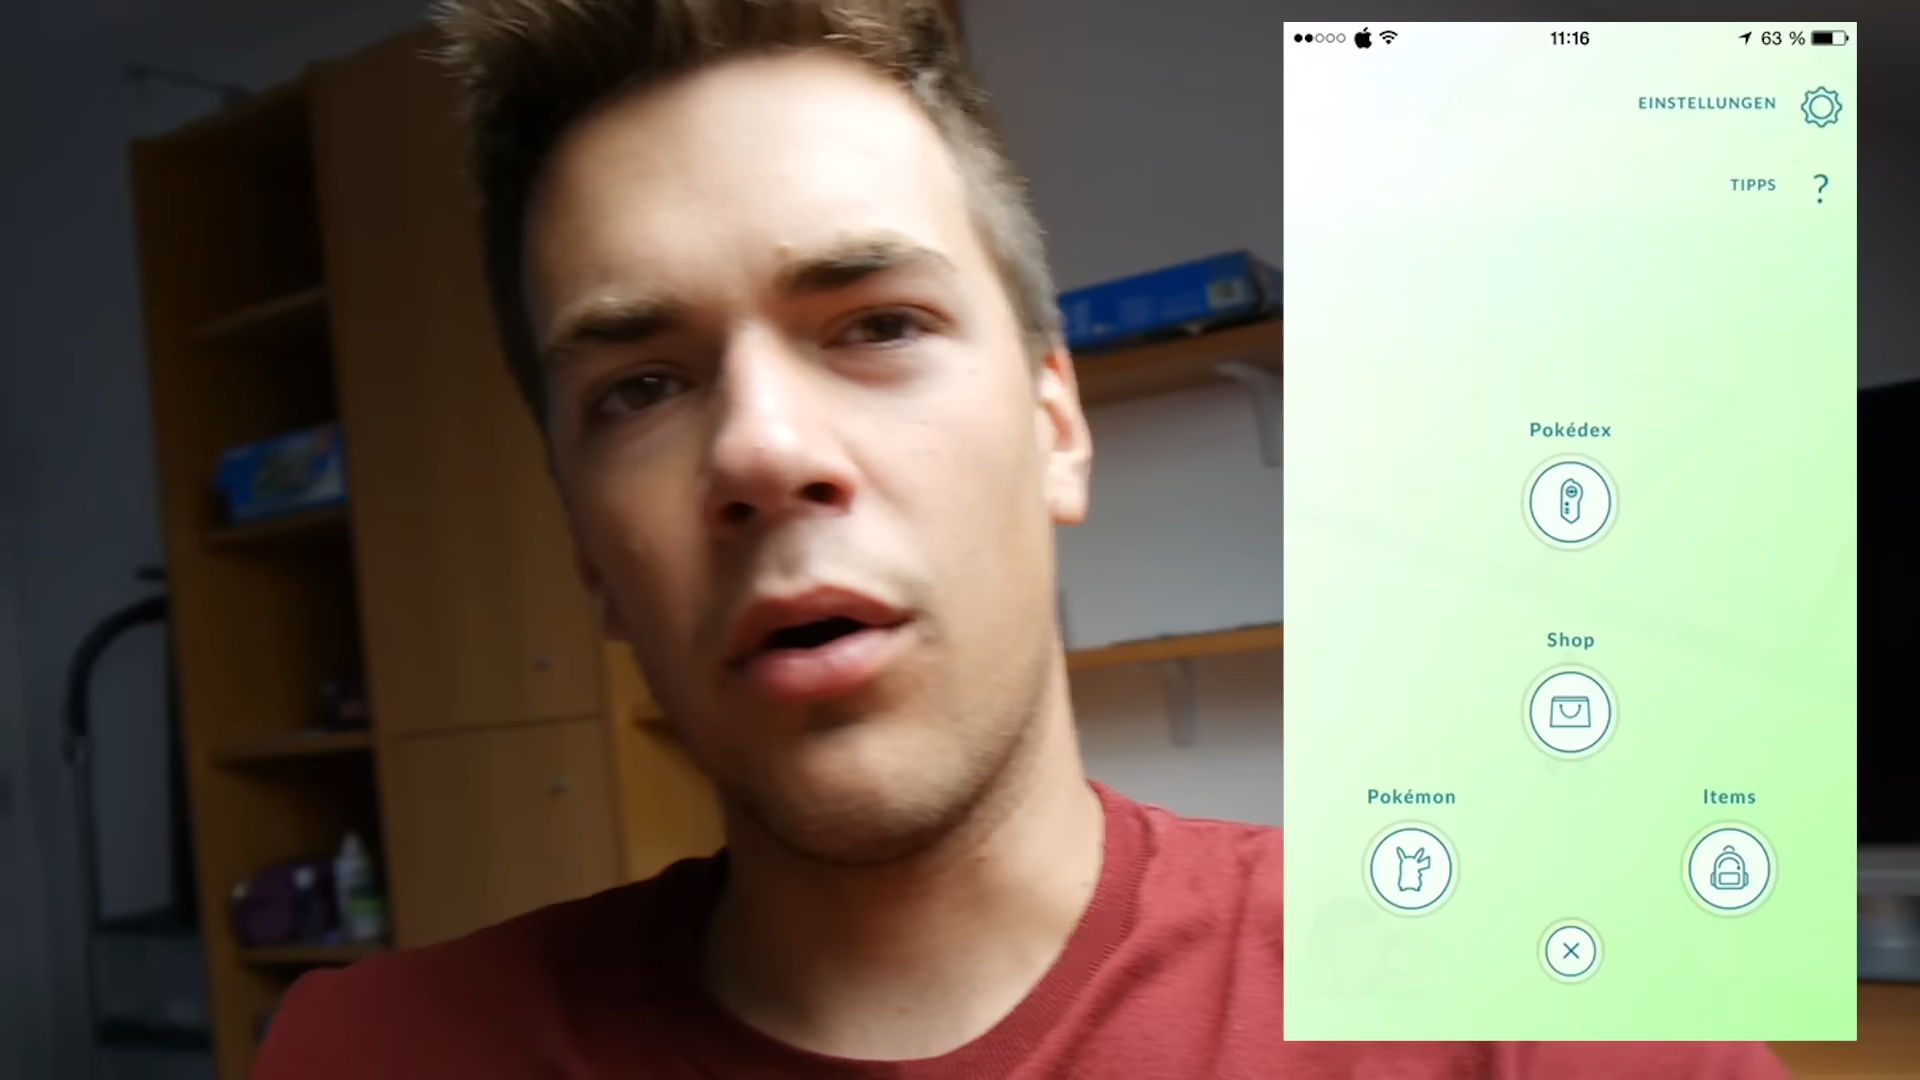 11:16
63 %
EINSTELLUNGEN
TIPPS
?
Pokédex
Shop
Pokémon
Items